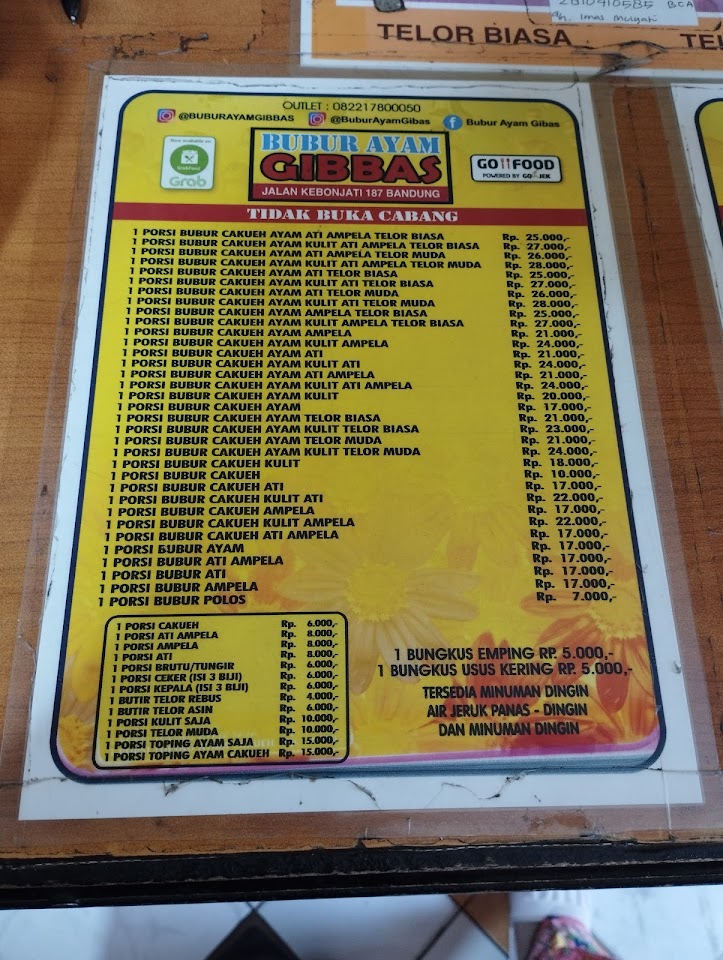 2810410585 BCA
TELOR BIASA
OUTLET : 082217800050
@BUBURAYAMGIBBAS @BuburAyamGibas Bubur Ayam Gibas
GrabFood
Grab
BUBUR AYAM
GIBBAS
JALAN KEBONJATI 187 BANDUNG
GO FOOD
POWERED BY GO-JEK
TIDAK BUKA CABANG
1 PORSI BUBUR CAKUEH AYAM ATI AMPELA TELOR BIASA Rp. 25.000,-
1 PORSI BUBUR CAKUEH AYAM KULIT ATI AMPELA TELOR BIASA Rp. 27.000,-
1 PORSI BUBUR CAKUEH AYAM ATI AMPELA TELOR MUDA Rp. 26.000,-
1 PORSI BUBUR CAKUEH AYAM KULIT ATI AMPELA TELOR MUDA Rp. 28.000,-
1 PORSI BUBUR CAKUEH AYAM ATI TELOR BIASA Rp. 25.000,-
1 PORSI BUBUR CAKUEH AYAM KULIT ATI TELOR BIASA Rp. 27.000,-
1 PORSI BUBUR CAKUEH AYAM ATI TELOR MUDA Rp. 26.000,-
1 PORSI BUBUR CAKUEH AYAM KULIT ATI TELOR MUDA Rp. 28.000,-
1 PORSI BUBUR CAKUEH AYAM AMPELA TELOR BIASA Rp. 25.000,-
1 PORSI BUBUR CAKUEH AYAM KULIT AMPELA TELOR BIASA Rp. 27.000,-
1 PORSI BUBUR CAKUEH AYAM AMPELA Rp. 21.000,-
1 PORSI BUBUR CAKUEH AYAM KULIT AMPELA Rp. 24.000,-
1 PORSI BUBUR CAKUEH AYAM ATI Rp. 21.000,-
1 PORSI BUBUR CAKUEH AYAM KULIT ATI Rp. 24.000,-
1 PORSI BUBUR CAKUEH AYAM ATI AMPELA Rp. 21.000,-
1 PORSI BUBUR CAKUEH AYAM KULIT ATI AMPELA Rp. 24.000,-
1 PORSI BUBUR CAKUEH AYAM KULIT Rp. 20.000,-
1 PORSI BUBUR CAKUEH AYAM Rp. 17.000,-
1 PORSI BUBUR CAKUEH AYAM TELOR BIASA Rp. 21.000,-
1 PORSI BUBUR CAKUEH AYAM KULIT TELOR BIASA Rp. 23.000,-
1 PORSI BUBUR CAKUEH AYAM TELOR MUDA Rp. 21.000,-
1 PORSI BUBUR CAKUEH AYAM KULIT TELOR MUDA Rp. 24.000,-
1 PORSI BUBUR CAKUEH KULIT Rp. 18.000,-
1 PORSI BUBUR CAKUEH Rp. 10.000,-
1 PORSI BUBUR CAKUEH ATI Rp. 17.000,-
1 PORSI BUBUR CAKUEH KULIT ATI Rp. 22.000,-
1 PORSI BUBUR CAKUEH AMPELA Rp. 17.000,-
1 PORSI BUBUR CAKUEH KULIT AMPELA Rp. 22.000,-
1 PORSI BUBUR CAKUEH ATI AMPELA Rp. 17.000,-
1 PORSI BUBUR AYAM Rp. 17.000,-
1 PORSI BUBUR ATI AMPELA Rp. 17.000,-
1 PORSI BUBUR ATI Rp. 17.000,-
1 PORSI BUBUR AMPELA Rp. 17.000,-
1 PORSI BUBUR POLOS Rp. 7.000,-
1 PORSI CAKUEH Rp. 6.000,-
1 PORSI ATI AMPELA Rp. 8.000,-
1 PORSI AMPELA Rp. 8.000,-
1 PORSI ATI Rp. 8.000,-
1 PORSI BRUTU/TUNGIR Rp. 6.000,-
1 PORSI CEKER (ISI 3 BIJI) Rp. 6.000,-
1 PORSI KEPALA (ISI 3 BIJI) Rp. 6.000,-
1 BUTIR TELOR REBUS Rp. 4.000,-
1 BUTIR TELOR ASIN Rp. 6.000,-
1 PORSI KULIT SAJA Rp. 10.000,-
1 PORSI TELOR MUDA Rp. 10.000,-
1 PORSI TOPING AYAM SAJA Rp. 15.000,-
1 PORSI TOPING AYAM CAKUEH Rp. 15.000,-
1 BUNGKUS EMPING RP. 5.000,-
1 BUNGKUS USUS KERING RP. 5.000,-
TERSEDIA MINUMAN DINGIN
AIR JERUK PANAS - DINGIN
DAN MINUMAN DINGIN